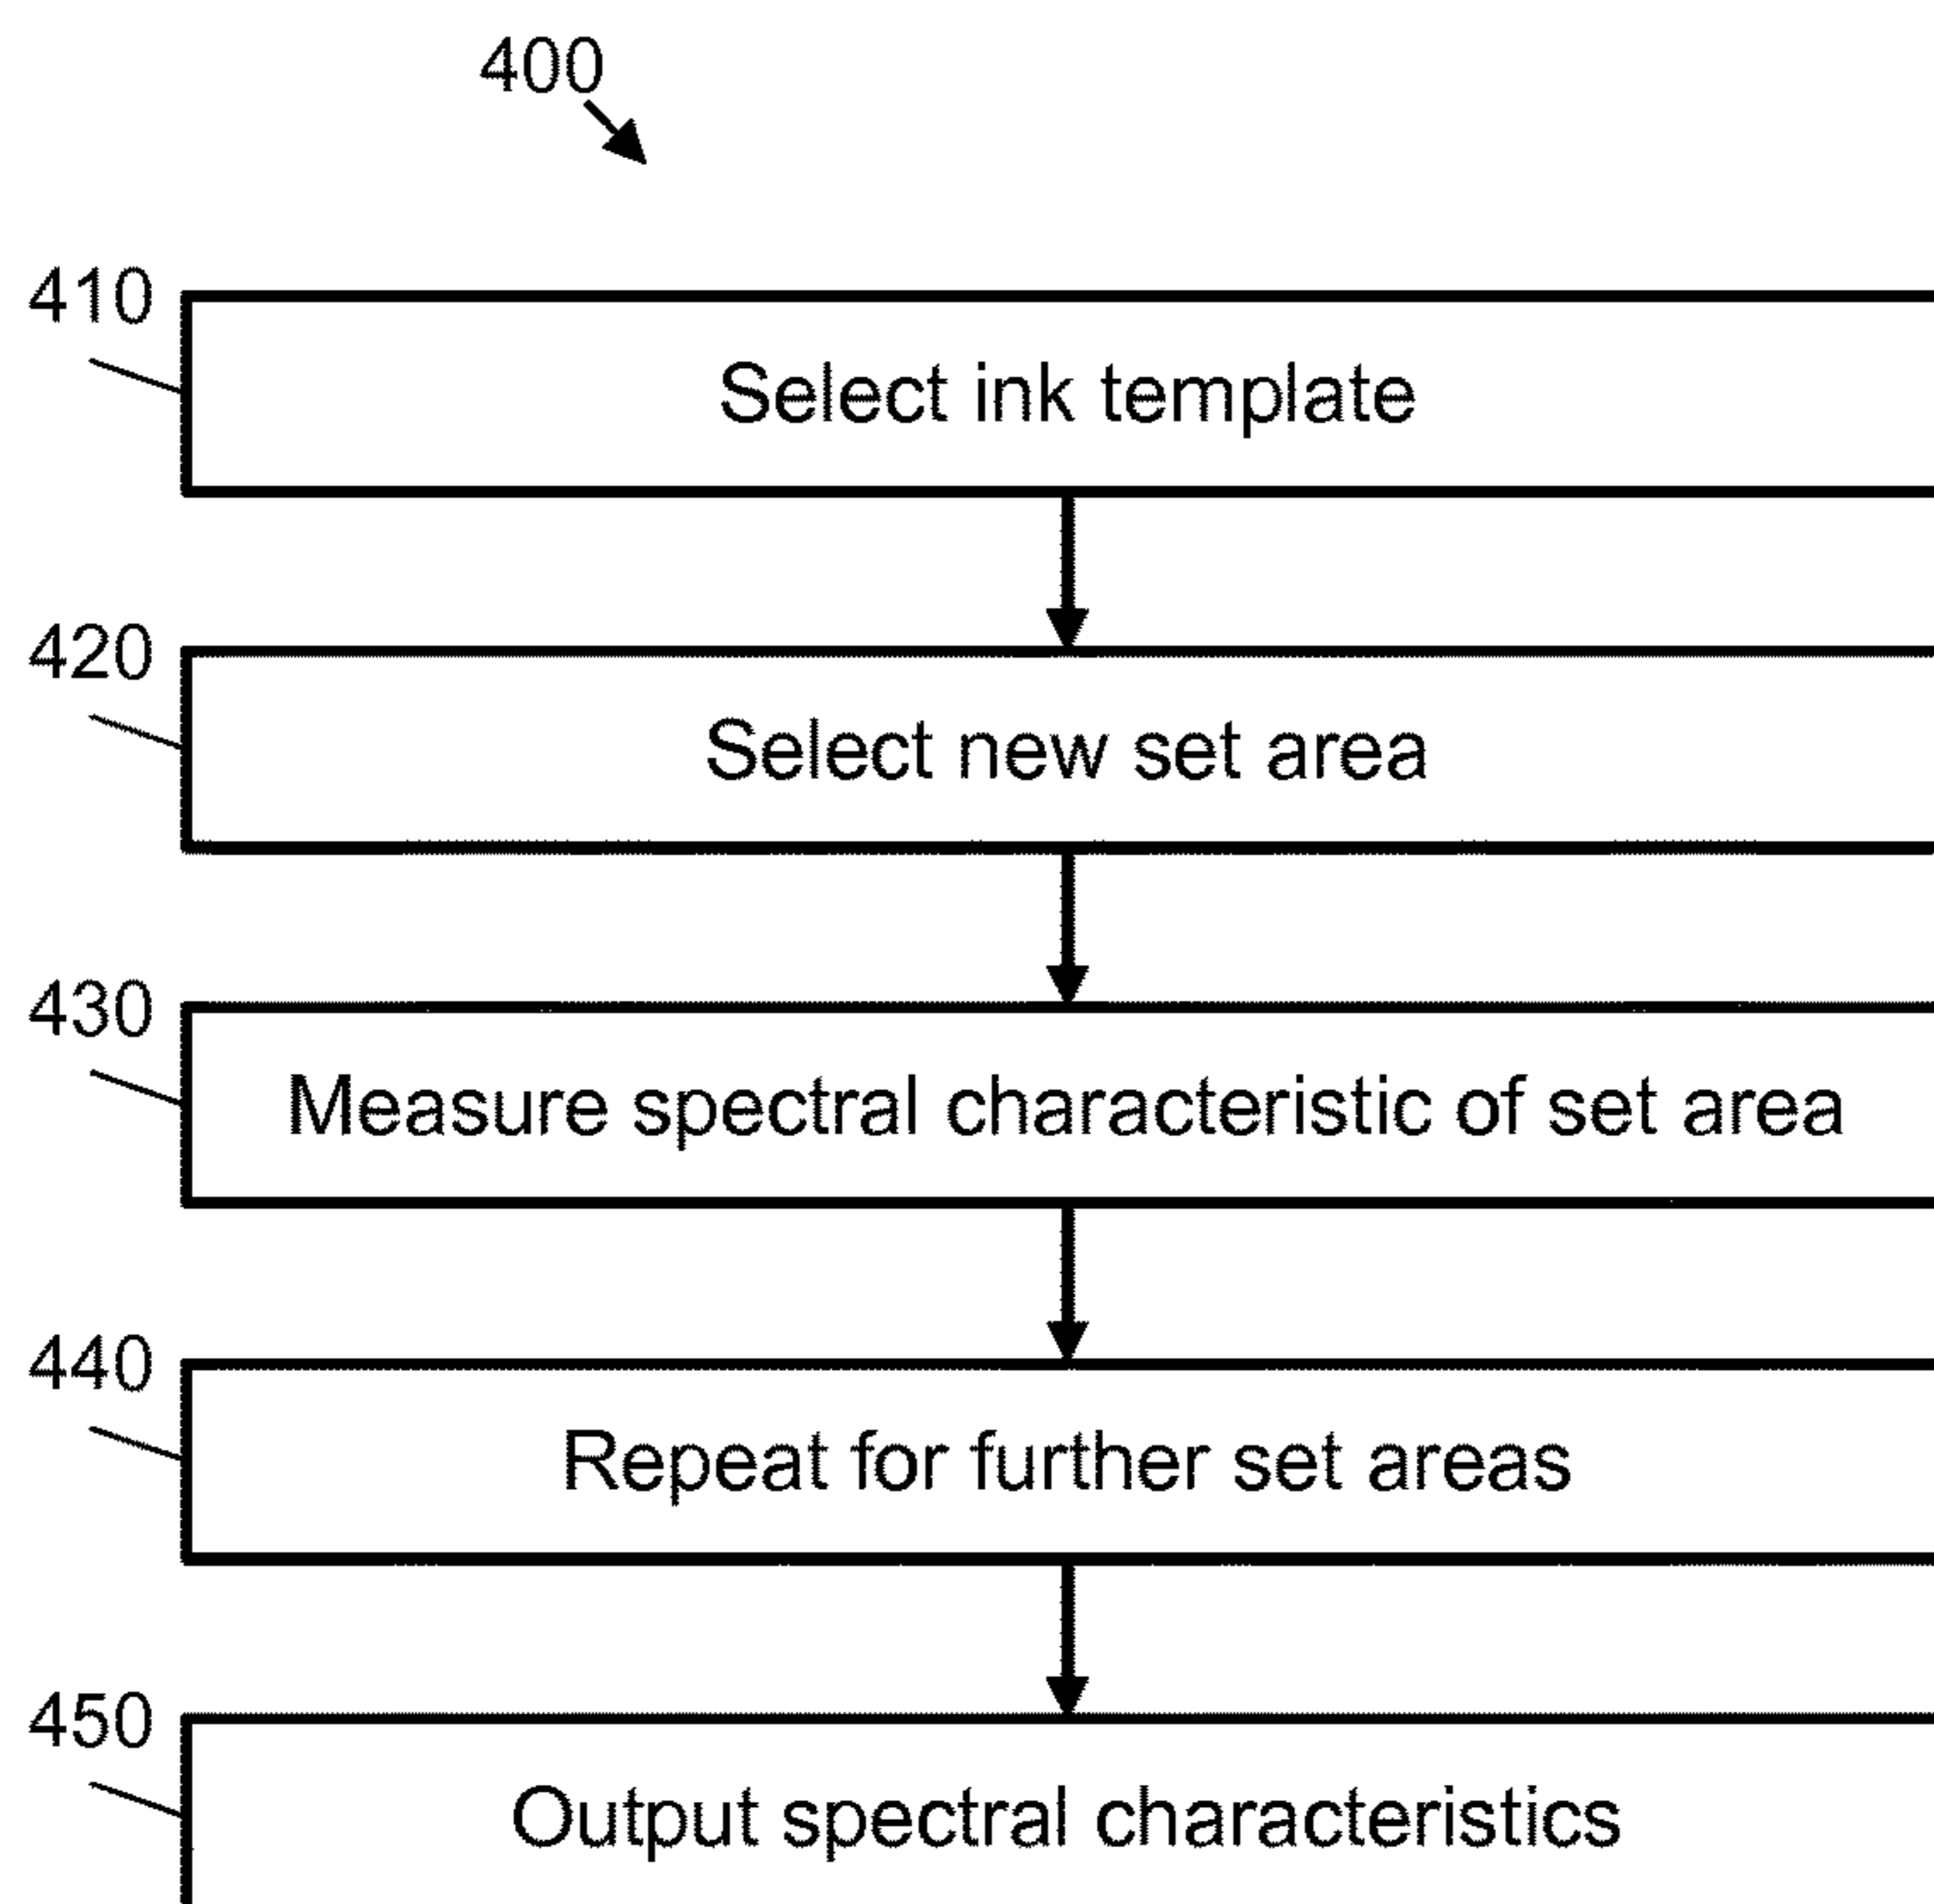 400
410
Select ink template
420
Select new set area
430
Measure spectral characteristic of set area
440
Repeat for further set areas
450
Output spectral characteristics